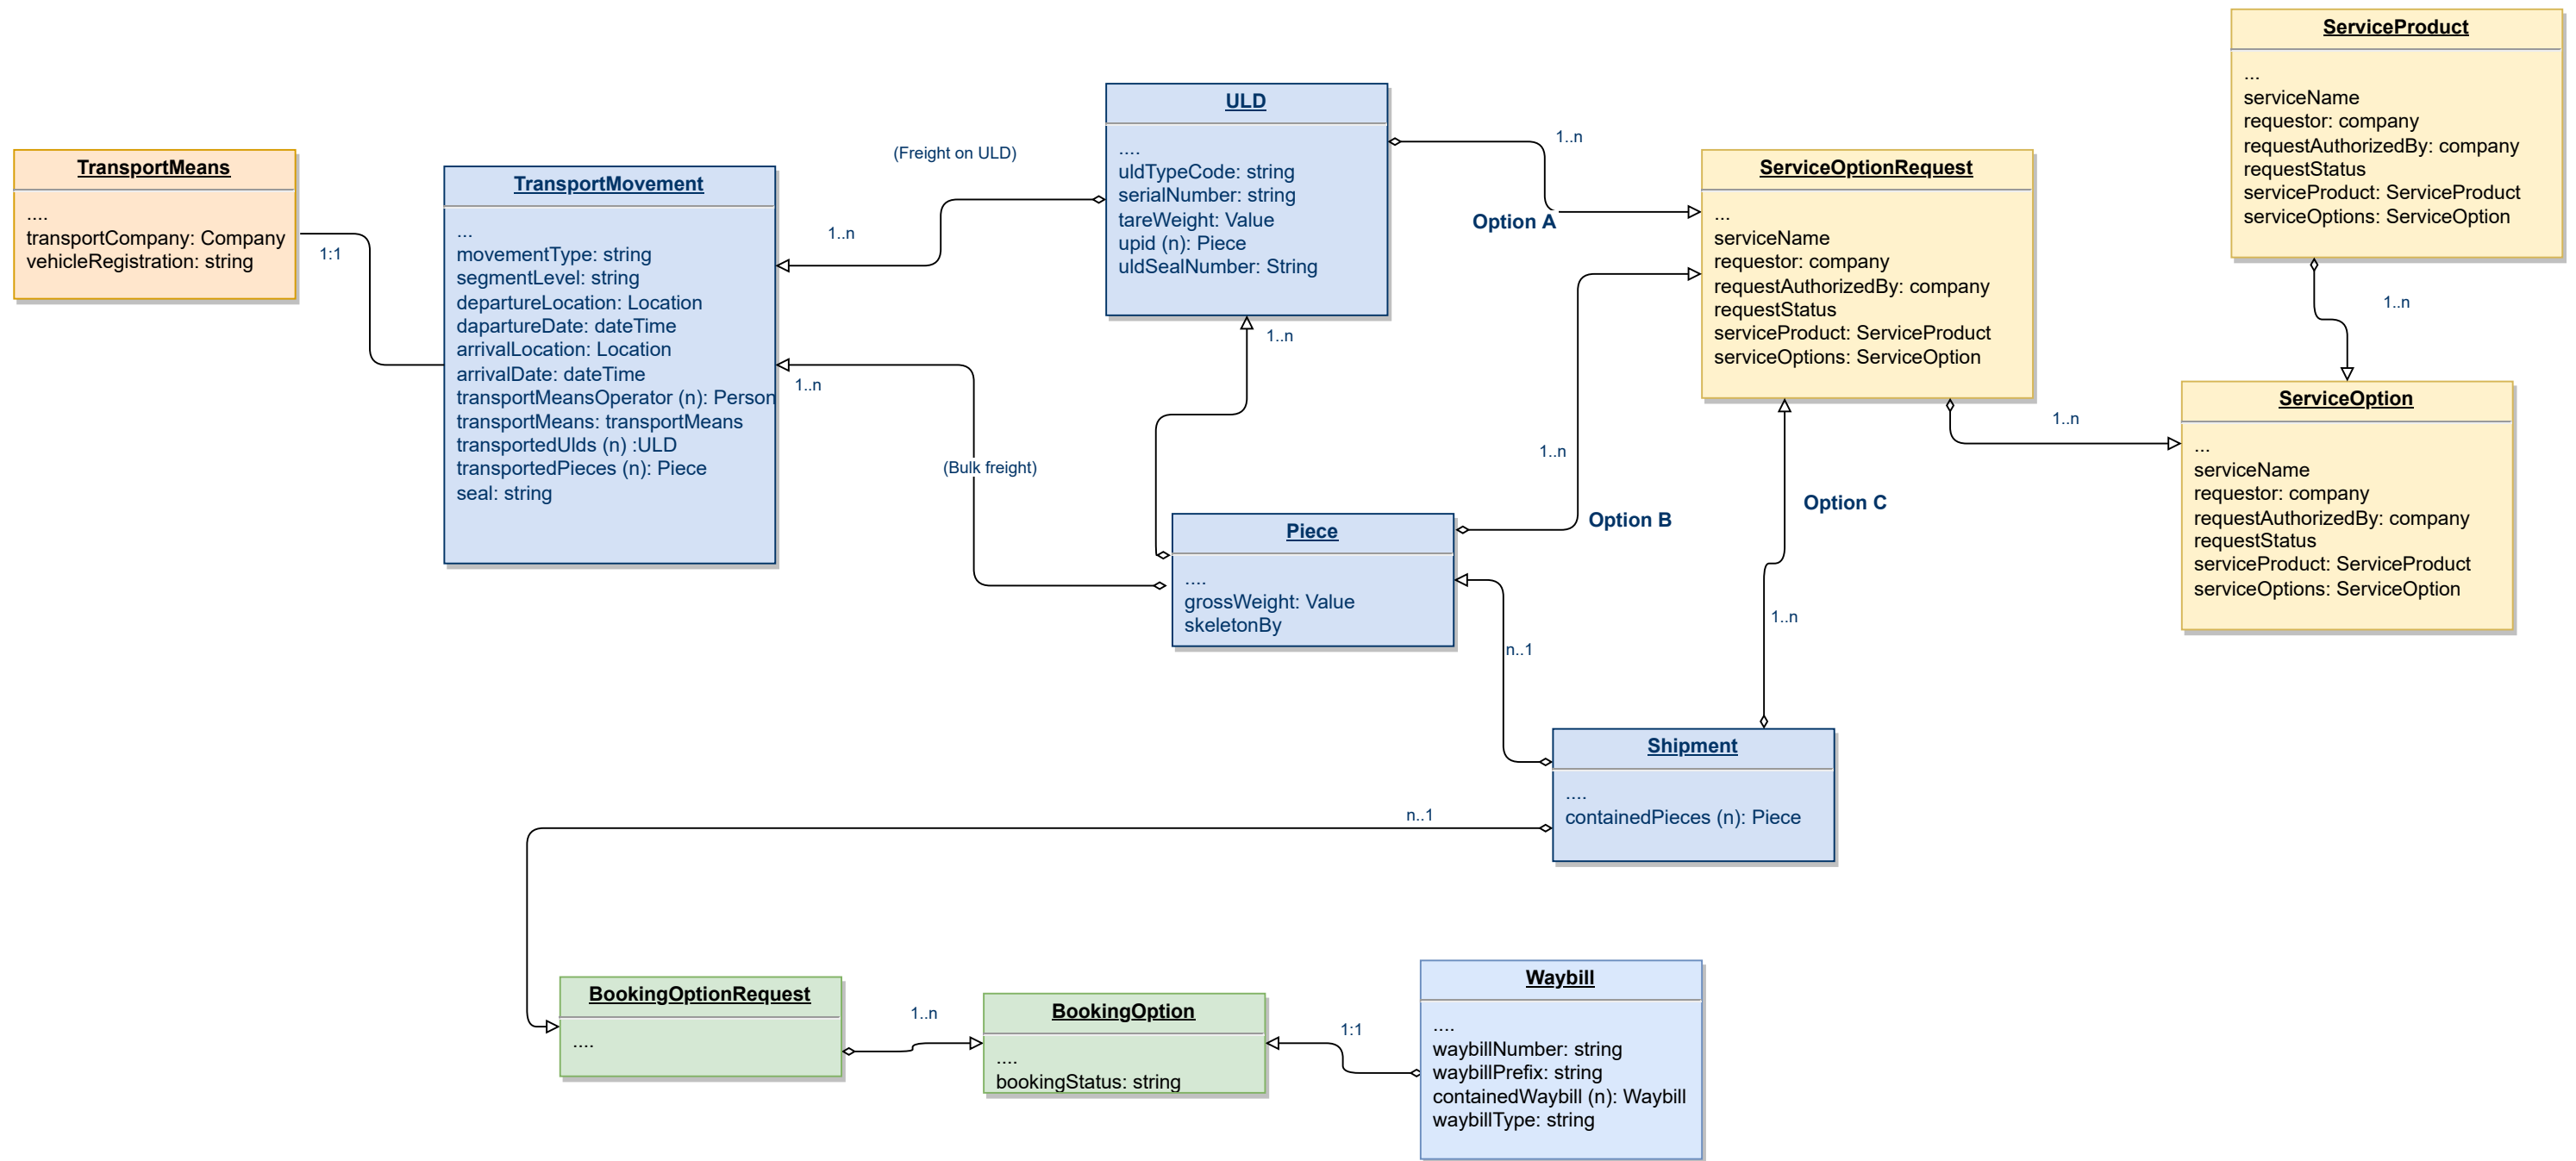 ServiceProduct
...
serviceName
requestor: company
requestAuthorizedBy: company
requestStatus
serviceProduct: ServiceProduct
serviceOptions: ServiceOption
ULD
....
uldTypeCode: string
serialNumber: string
tareWeight: Value
upid (n): Piece
uldSealNumber: String
1..n
(Freight on ULD)
TransportMeans
....
transportCompany: Company
vehicleRegistration: string
1:1
TransportMovement
...
movementType: string
segmentLevel: string
departureLocation: Location
dapartureDate: dateTime
arrivalLocation: Location
arrivalDate: dateTime
transportMeansOperator (n): Person
transportMeans: transportMeans
transportedUlds (n) :ULD
transportedPieces (n): Piece
seal: string
1..n
1..n
(Bulk freight)
1..n
Option A
ServiceOptionRequest
...
serviceName
requestor: company
requestAuthorizedBy: company
requestStatus
serviceProduct: ServiceProduct
serviceOptions: ServiceOption
1..n
1..n
ServiceOption
...
serviceName
requestor: company
requestAuthorizedBy: company
requestStatus
serviceProduct: ServiceProduct
serviceOptions: ServiceOption
1..n
Option B
Option C
Piece
....
grossWeight: Value
skeletonBy
1..n
n..1
Shipment
....
containedPieces (n): Piece
n..1
BookingOptionRequest
....
1..n
BookingOption
....
bookingStatus: string
1:1
Waybill
....
waybillNumber: string
waybillPrefix: string
containedWaybill (n): Waybill
waybillType: string